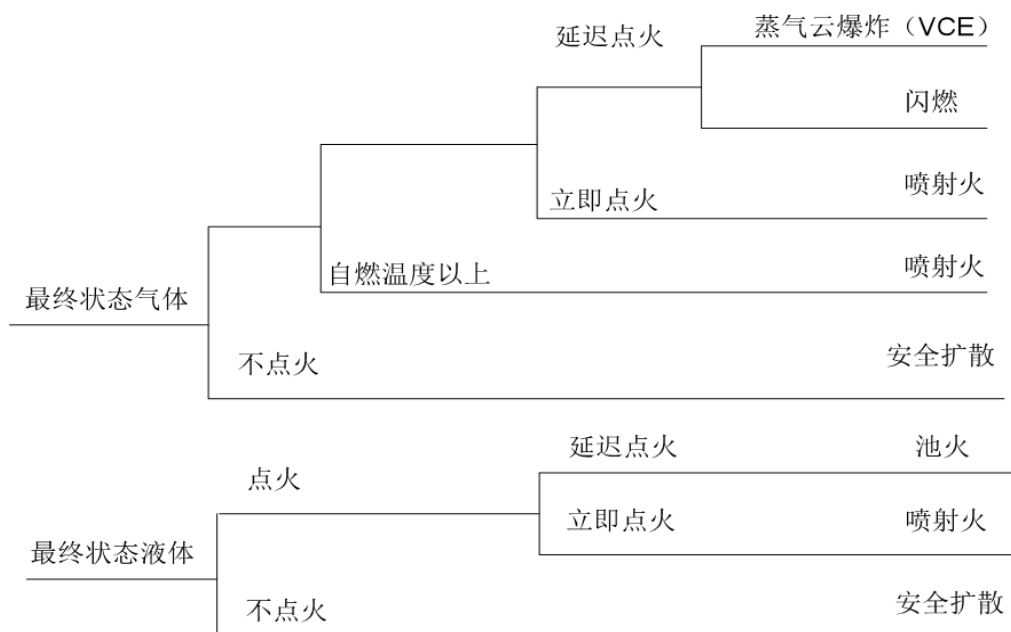 延迟点火
蒸气云爆炸（VCE）
闪燃
立即点火
喷射火
自燃温度以上
喷射火
最终状态气体
不点火
安全扩散
点火
延迟点火
池火
立即点火
喷射火
最终状态液体
不点火
安全扩散